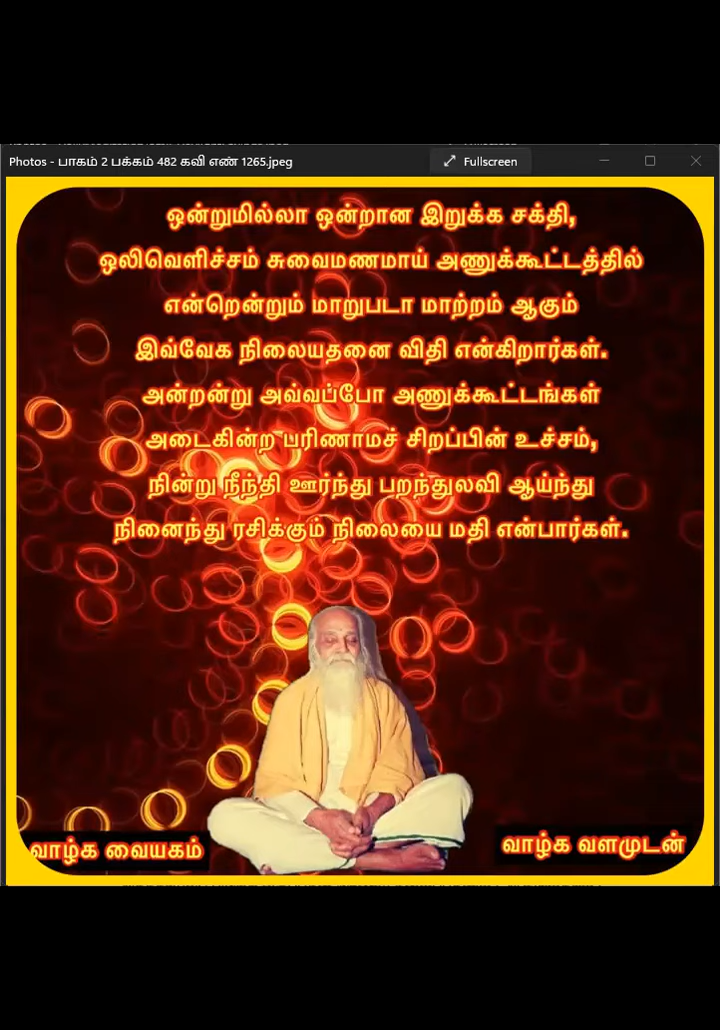 Photos - பாகம் 2 பக்கம் 482 கவி எண் 1265.jpeg
Fullscreen
ஒன்றுமில்லா ஒன்றான இறுக்க சக்தி,
ஒலிவெளிச்சம் சுவைமணமாய் அணுக்கூட்டத்தில்
என்றென்றும் மாறுபடா மாற்றம் ஆகும்
இவ்வேக நிலையதனை விதி என்கிறார்கள்.
அன்றன்று அவ்வப்போ அணுக்கூட்டங்கள்
அடைகின்ற பரிணாமச் சிறப்பின் உச்சம்,
நின்று நீந்தி ஊர்ந்து பறந்துலவி ஆய்ந்து
நினைந்து ரசிக்கும் நிலையை மதி என்பார்கள்.
வாழ்க வையகம்
வாழ்க வளமுடன்